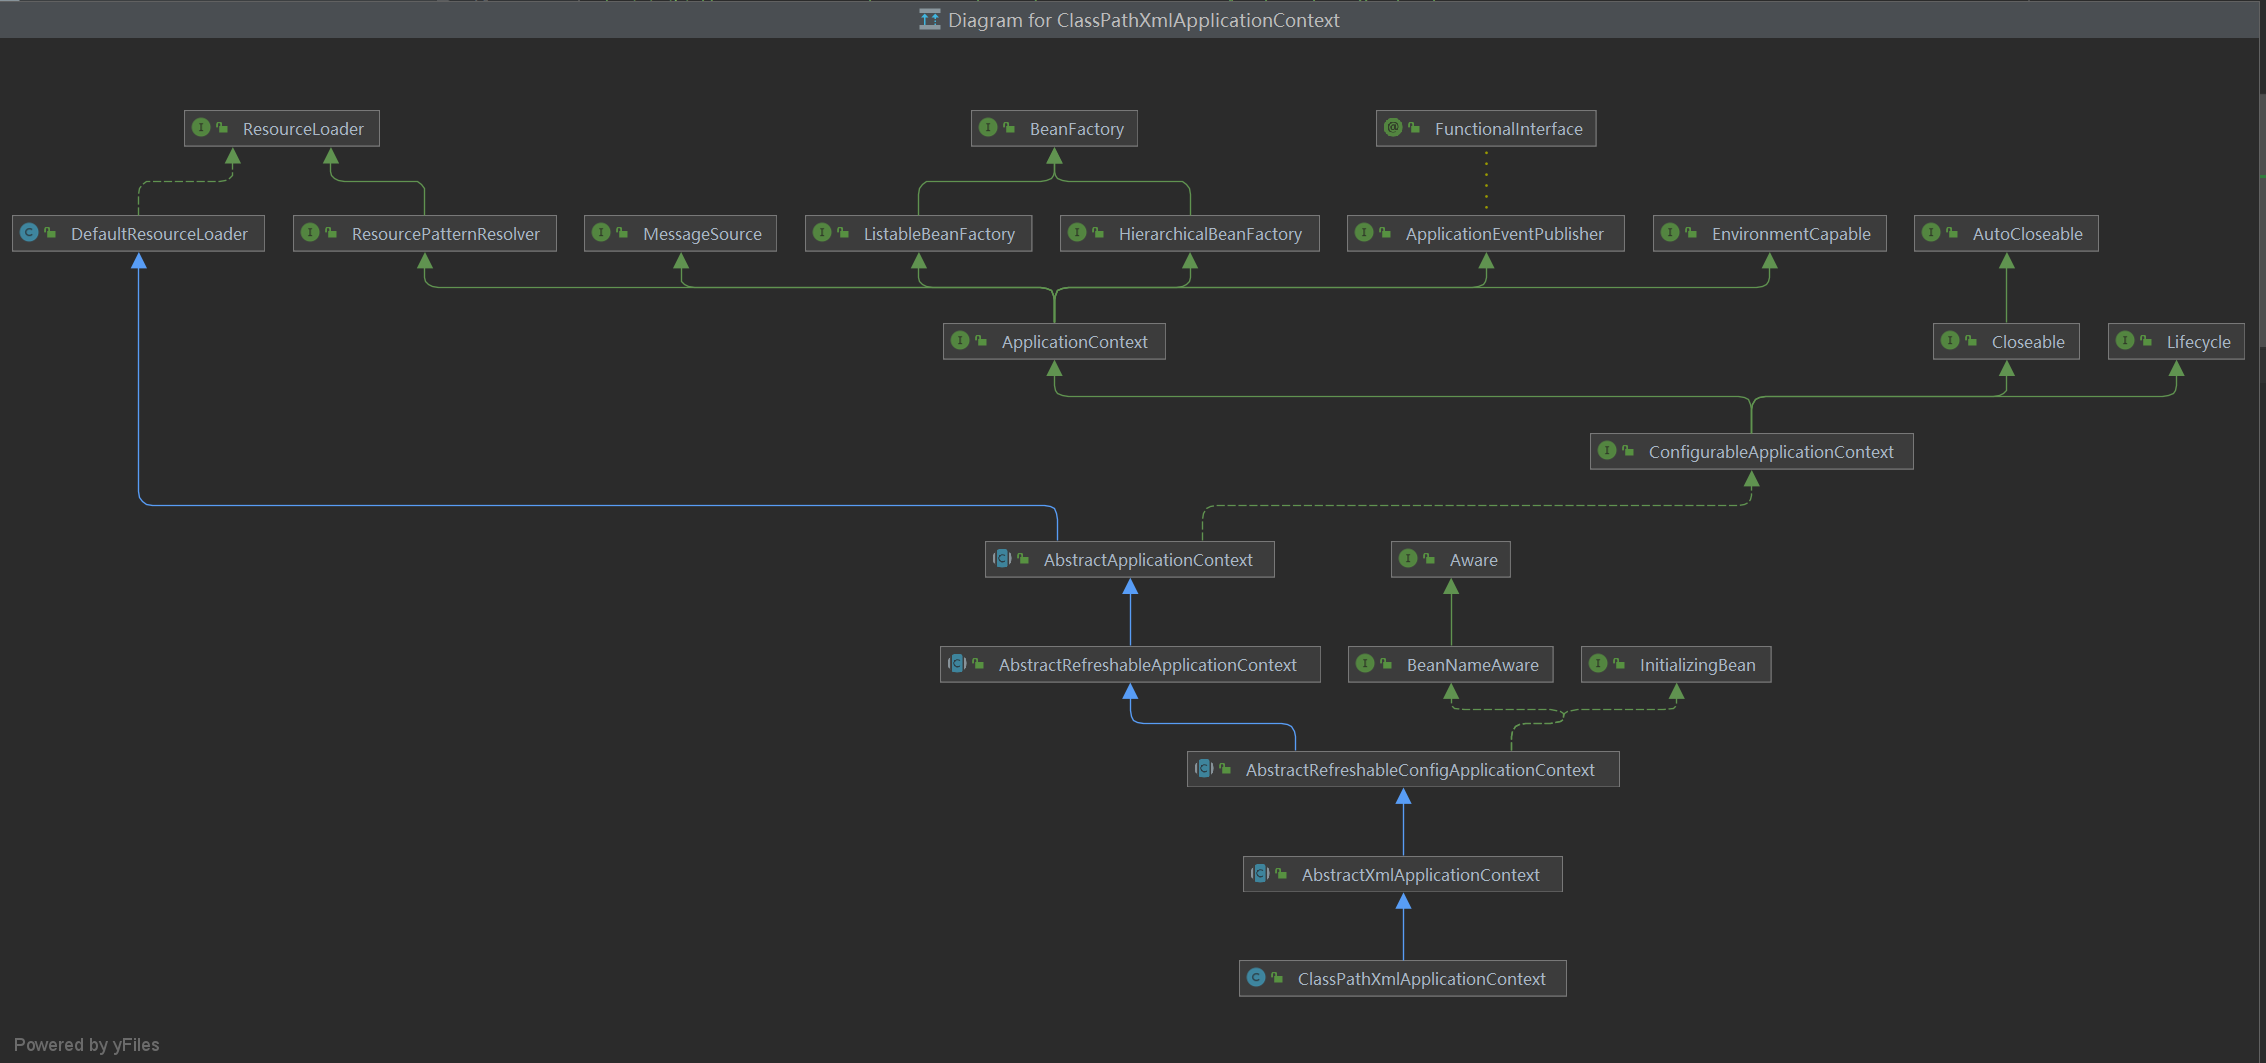 Diagram for ClassPathXmlApplicationContext
ResourceLoader
BeanFactory
FunctionalInterface
DefaultResourceLoader
ResourcePatternResolver
MessageSource
ListableBeanFactory
HierarchicalBeanFactory
ApplicationEventPublisher
EnvironmentCapable
AutoCloseable
ApplicationContext
Closeable
Lifecycle
ConfigurableApplicationContext
AbstractApplicationContext
Aware
AbstractRefreshableApplicationContext
BeanNameAware
InitializingBean
AbstractRefreshableConfigApplicationContext
AbstractXmlApplicationContext
ClassPathXmlApplicationContext
Powered by yFiles